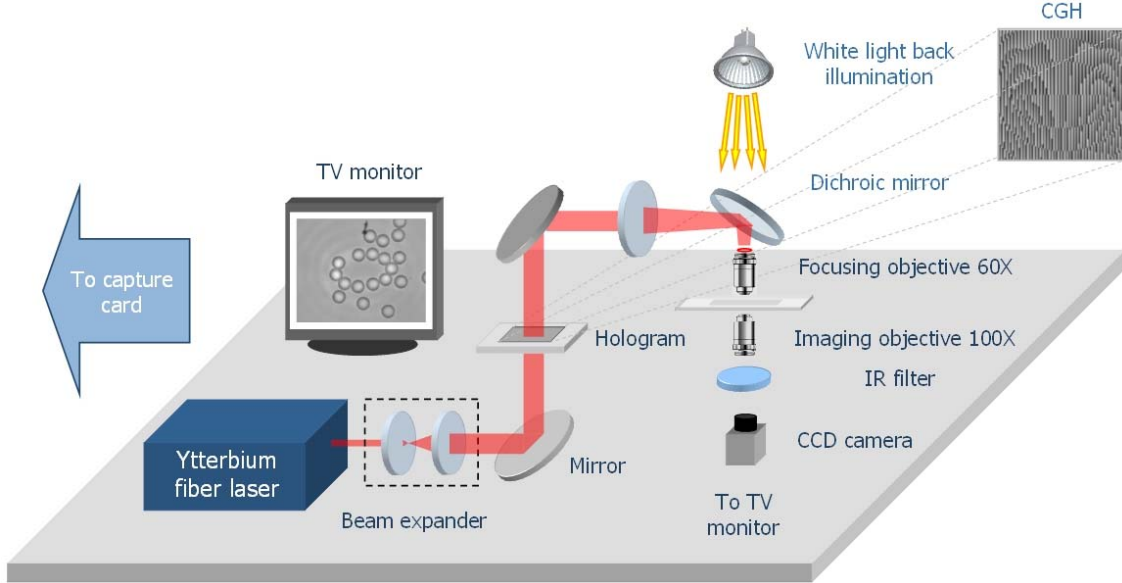 CGH
White light back
illumination
TV monitor
Dichroic mirror
To capture
card
Focusing objective 60X
Hologram
Imaging objective 100X
IR filter
CCD camera
Ytterbium
fiber laser
Mirror
Beam expander
To TV
monitor